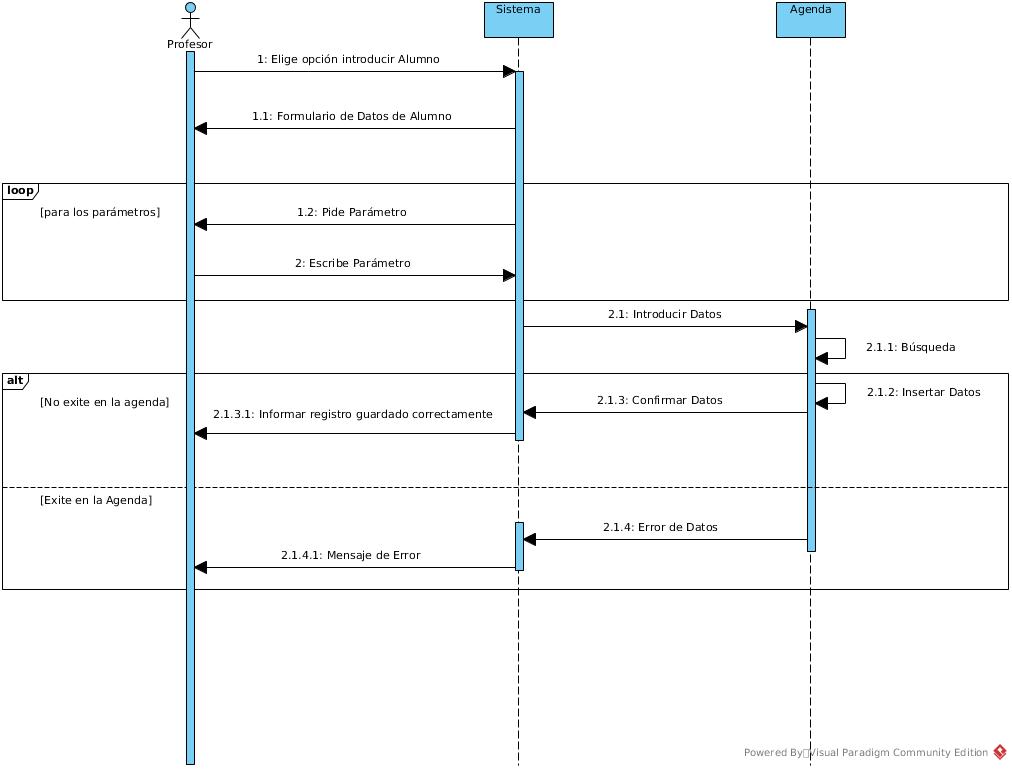 Profesor
Sistema
Agenda
1: Elige opción introducir Alumno
1.1: Formulario de Datos de Alumno
loop
[para los parámetros]
1.2: Pide Parámetro
2: Escribe Parámetro
2.1: Introducir Datos
2.1.1: Búsqueda
alt
[No exite en la agenda]
2.1.2: Insertar Datos
2.1.3: Confirmar Datos
2.1.3.1: Informar registro guardado correctamente
[Exite en la Agenda]
2.1.4: Error de Datos
2.1.4.1: Mensaje de Error
Powered By Visual Paradigm Community Edition